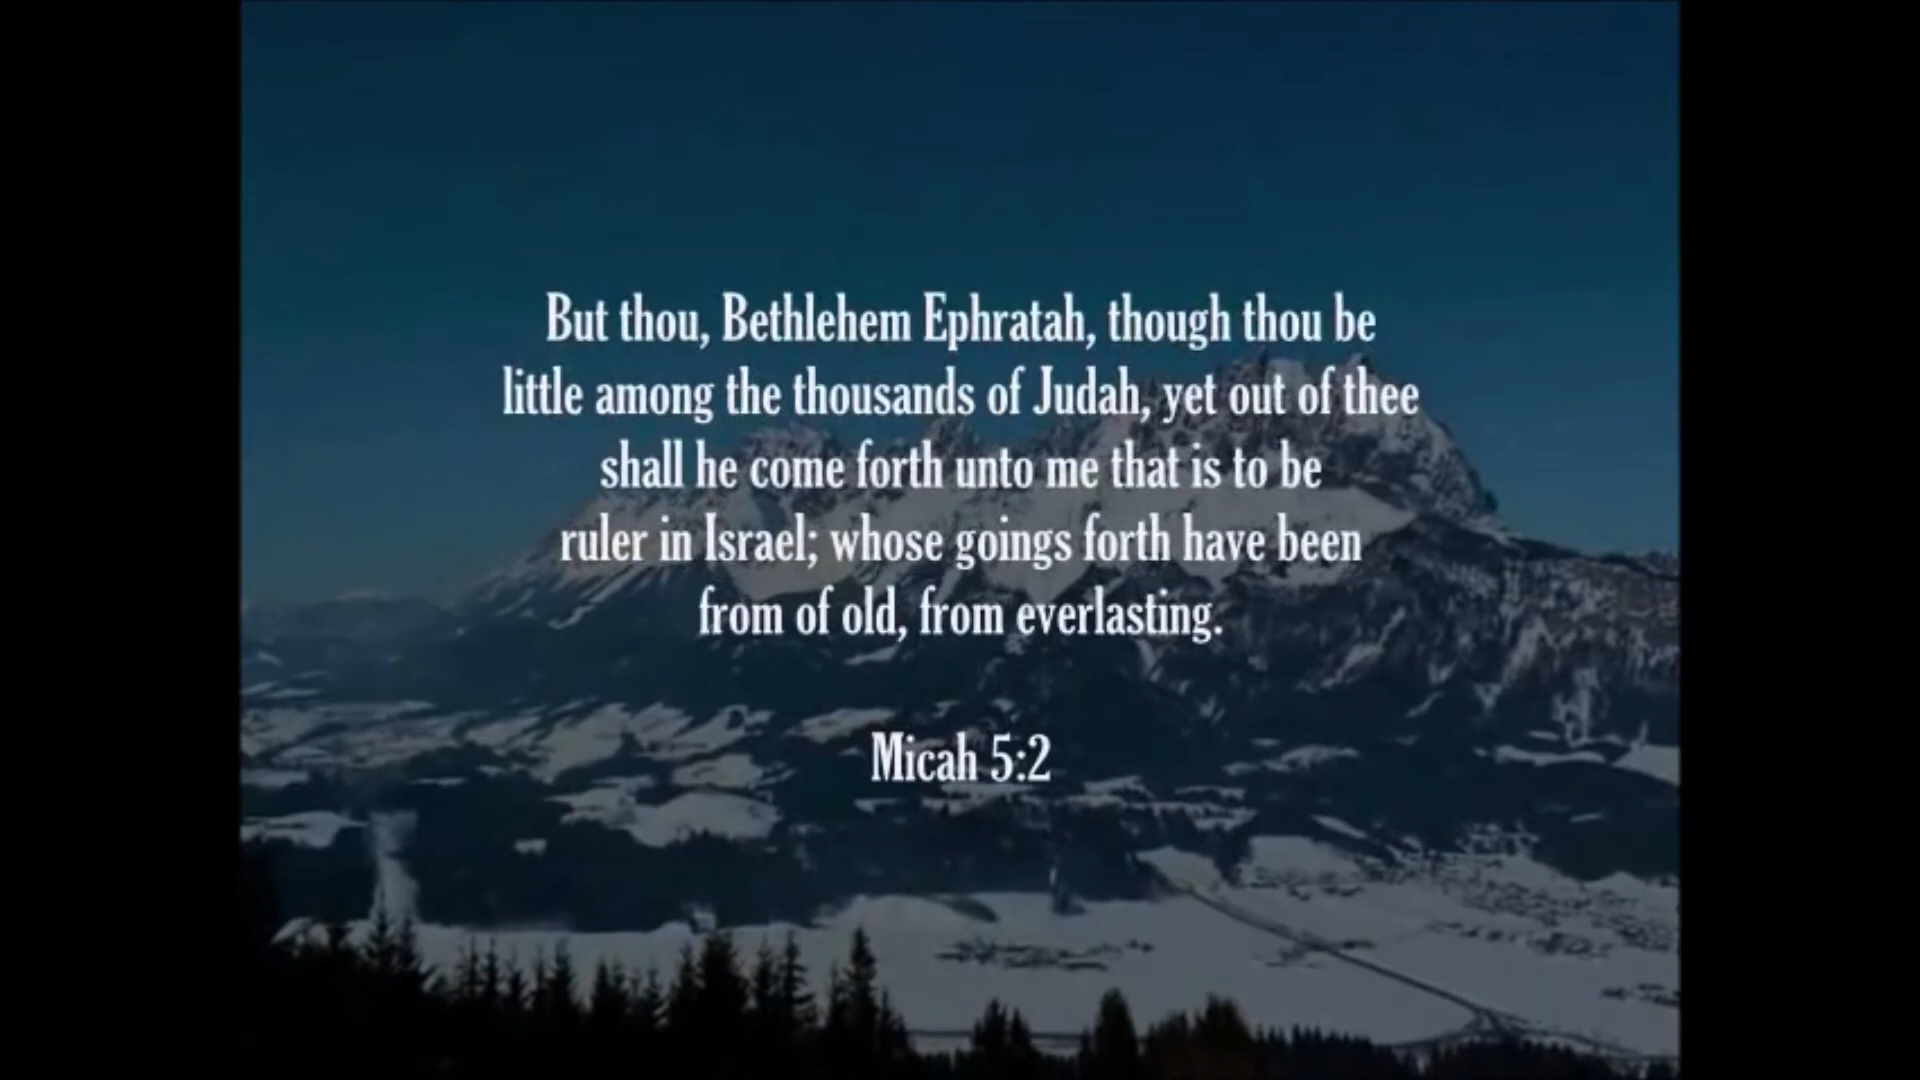 But thou, Bethlehem Ephratah, though thou be
little among the thousands of Judah, yet out of thee
shall he come forth unto me that is to be
ruler in Israel; whose goings forth have been
from of old, from everlasting.
Micah 5:2